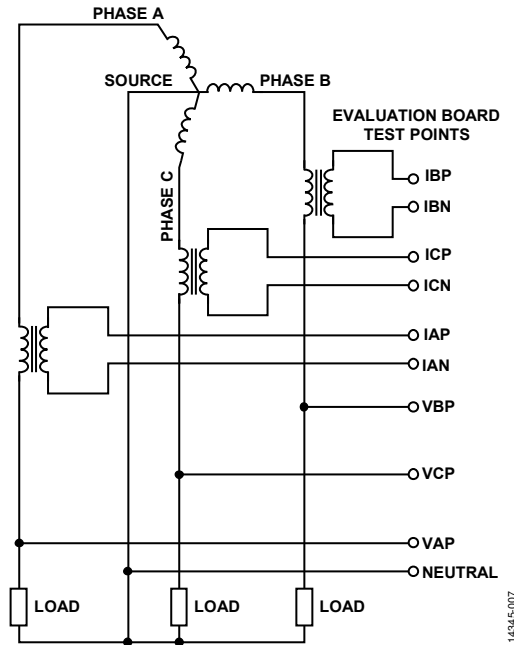 PHASE A
SOURCE
PHASE B
EVALUATION BOARD
TEST POINTS
PHASE C
IBP
IBN
ICP
ICN
IAP
IAN
VBP
VCP
VAP
NEUTRAL
LOAD
LOAD
LOAD
14345-007